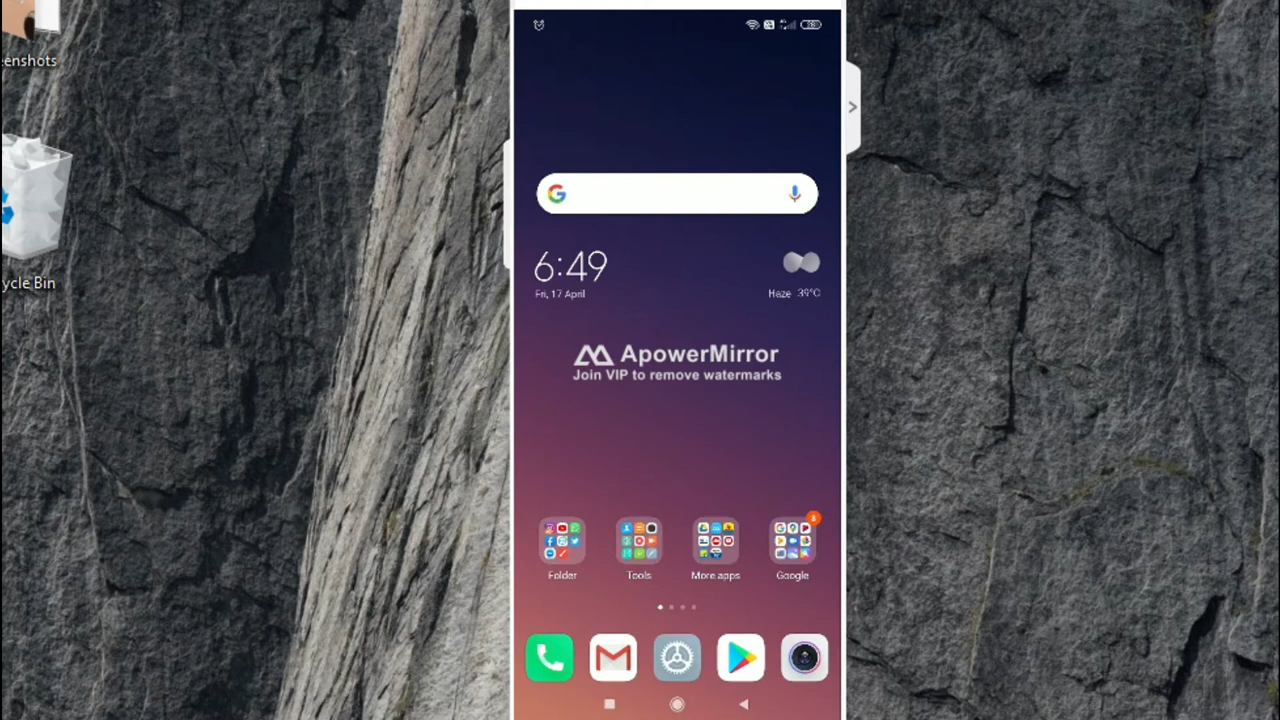 enshots
ycle Bin
6:49
Fri, 17 April
Haze 39°C
ApowerMirror
Join VIP to remove watermarks
3
Folder
Tools
More apps
Google